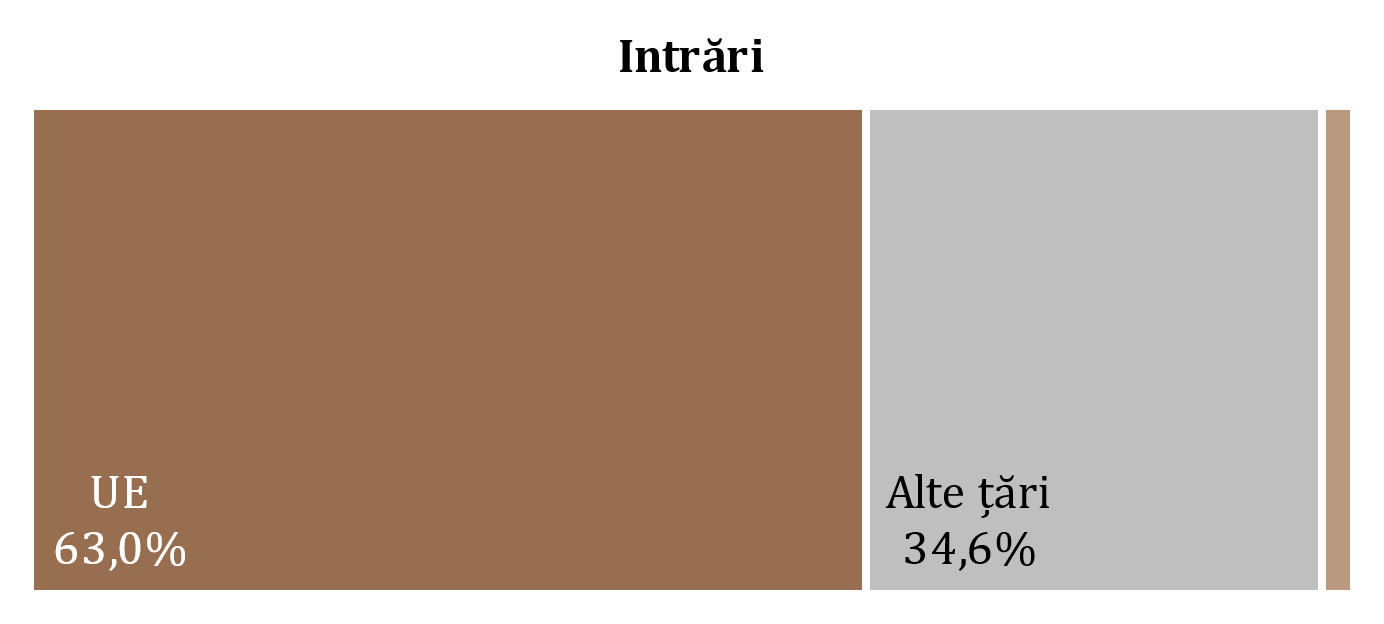 Intrări
UE
63,0%
Alte țări
34,6%